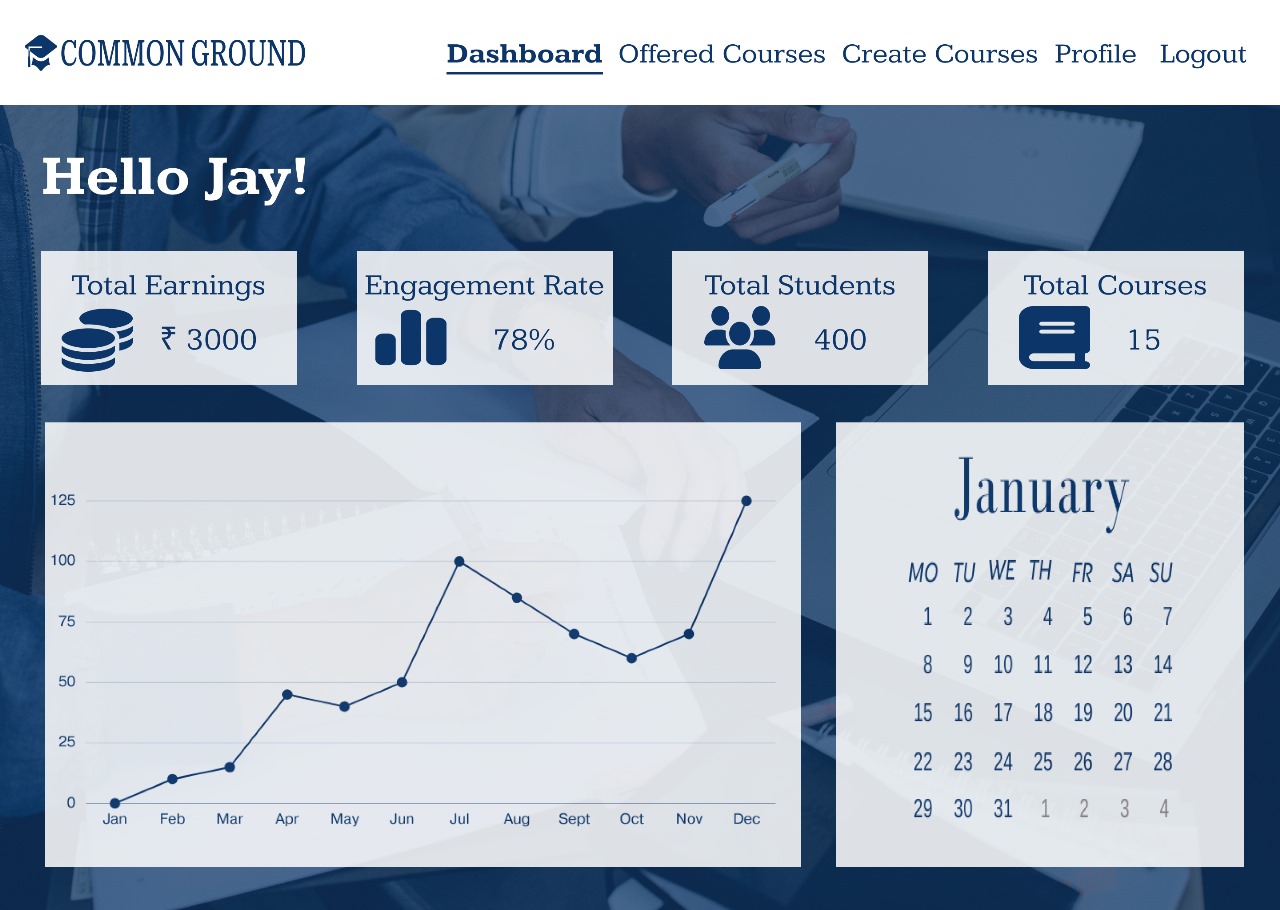 COMMON GROUND
Dashboard Offered Courses Create Courses Profile Logout
Hello Jay!
Total Earnings
₹ 3000
Engagement Rate
78%
Total Students
400
Total Courses
15
125
100
75
50
25
0
Jan Feb Mar Apr May Jun Jul Aug Sept Oct Nov Dec
January
MO TU WE TH FR SA SU
1 2 3 4 5 6 7
8 9 10 11 12 13 14
15 16 17 18 19 20 21
22 23 24 25 26 27 28
29 30 31 1 2 3 4